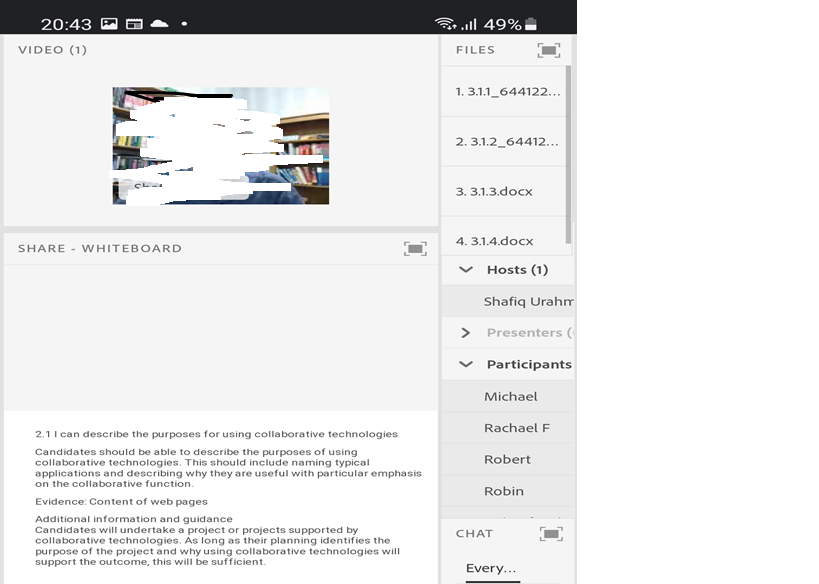 20:43
49%
VIDEO (1)
SHARE - WHITEBOARD
2.1 I can describe the purposes for using collaborative technologies
Candidates should be able to describe the purposes of using
collaborative technologies. This should include naming typical
applications and describing why they are useful with particular emphasis
on the collaborative function.
Evidence: Content of web pages
Additional information and guidance
Candidates will undertake a project or projects supported by
collaborative technologies. As long as their planning identifies the
purpose of the project and why using collaborative technologies will
support the outcome, this will be sufficient.
FILES
1. 3.1.1_644122...
2. 3.1.2_64412...
3. 3.1.3.docx
4. 3.1.4.docx
Hosts (1)
Shafiq Urahm
Presenters (
Participants
Michael
Rachael F
Robert
Robin
CHAT
Every...